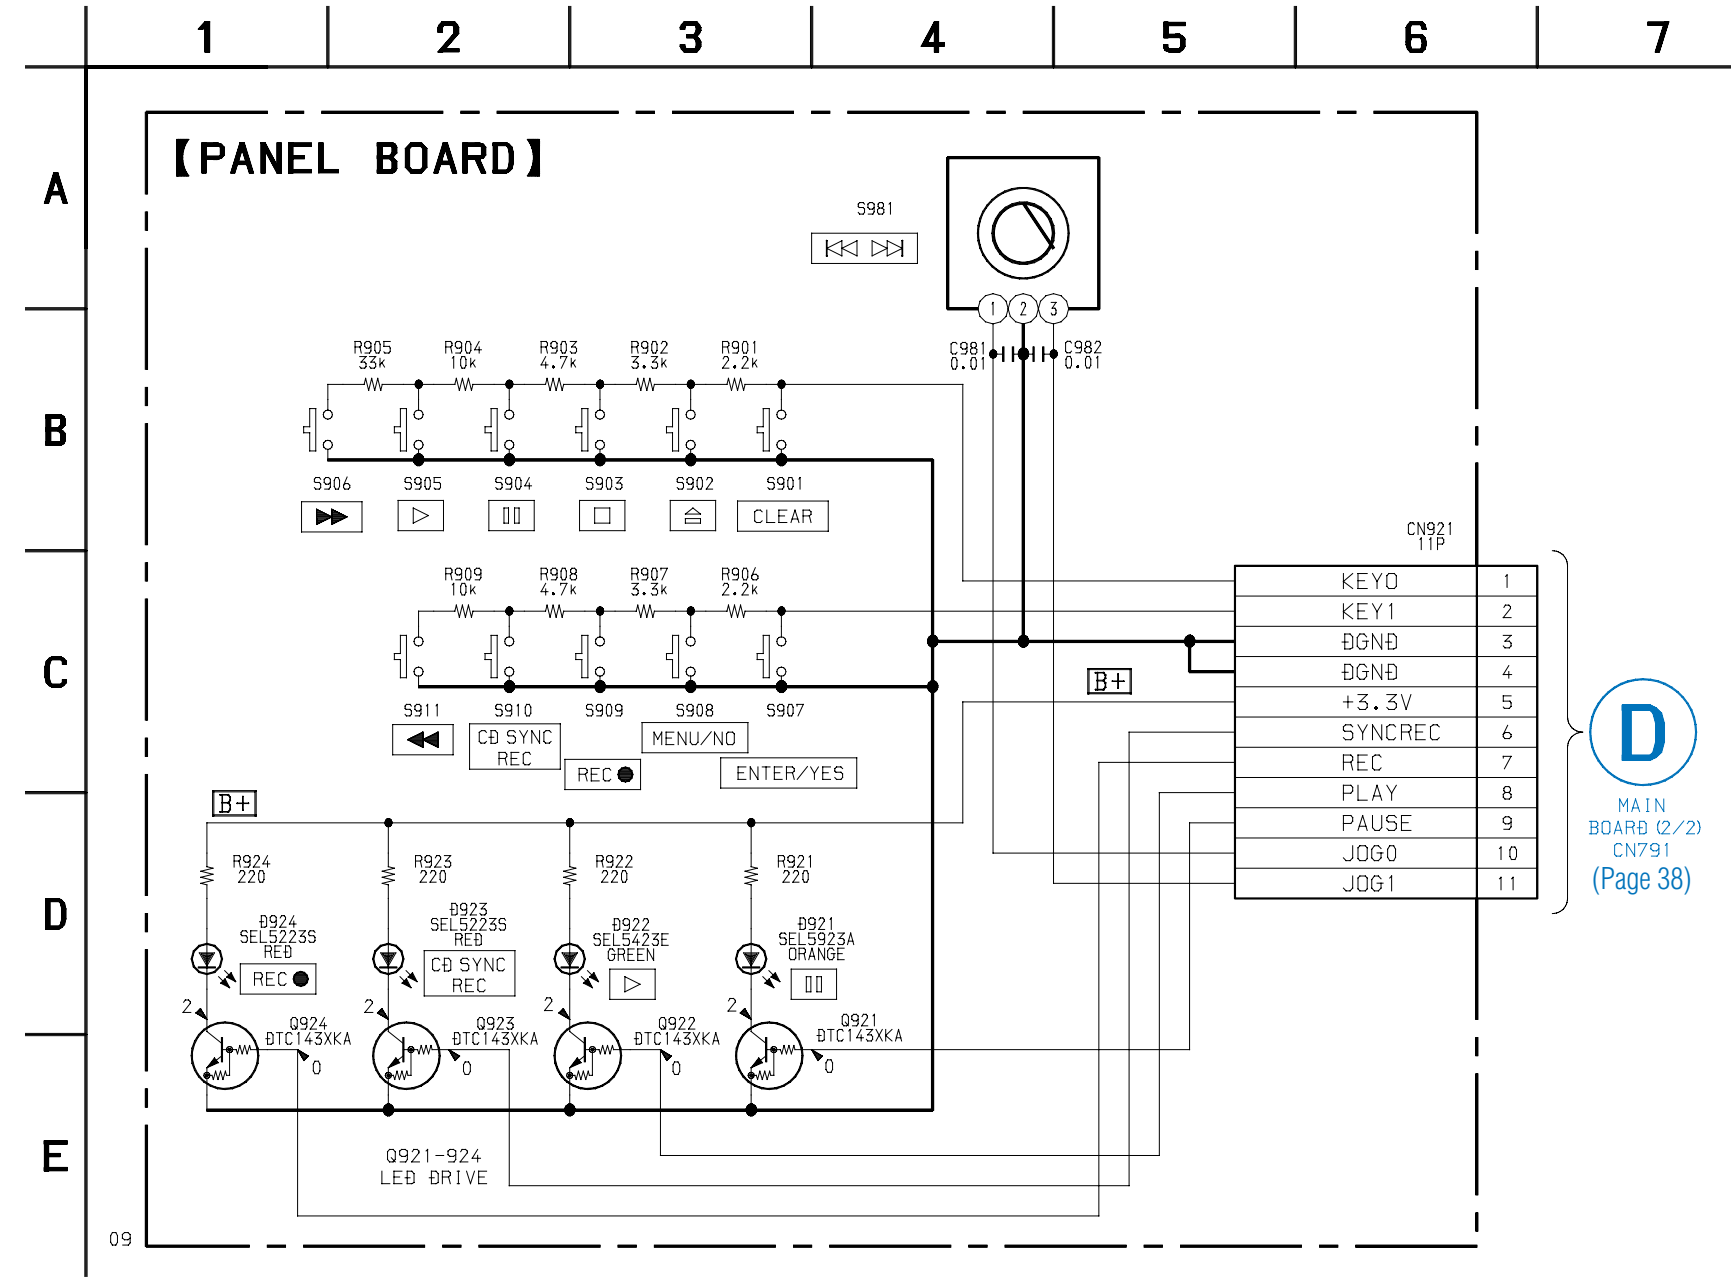 1 2 3 4 5 6 7
A
B
C
D
E
【PANEL BOARD】
S981
1 2 3
C981
0.01
C982
0.01
R905
33k
R904
10k
R903
4.7k
R902
3.3k
R901
2.2k
S906
S905
S904
S903
S902
S901
CLEAR
R909
10k
R908
4.7k
R907
3.3k
R906
2.2k
S911
S910
S909
S908
S907
CD SYNC
REC
REC
MENU/NO
ENTER/YES
CN921
11P
KEY0 1
KEY1 2
DGND 3
DGND 4
+3.3V 5
SYNCREC 6
REC 7
PLAY 8
PAUSE 9
JOG0 10
JOG1 11
B+
D
MAIN
BOARD (2/2)
CN791
(Page 38)
B+
R924
220
R923
220
R922
220
R921
220
D924
SEL5223S
RED
REC
D923
SEL5223S
RED
CD SYNC
REC
D922
SEL5423E
GREEN
D921
SEL5923A
ORANGE
2
2
2
2
Q924
DTC143XKA
0
Q923
DTC143XKA
0
Q922
DTC143XKA
0
Q921
DTC143XKA
0
Q921-924
LED DRIVE
09